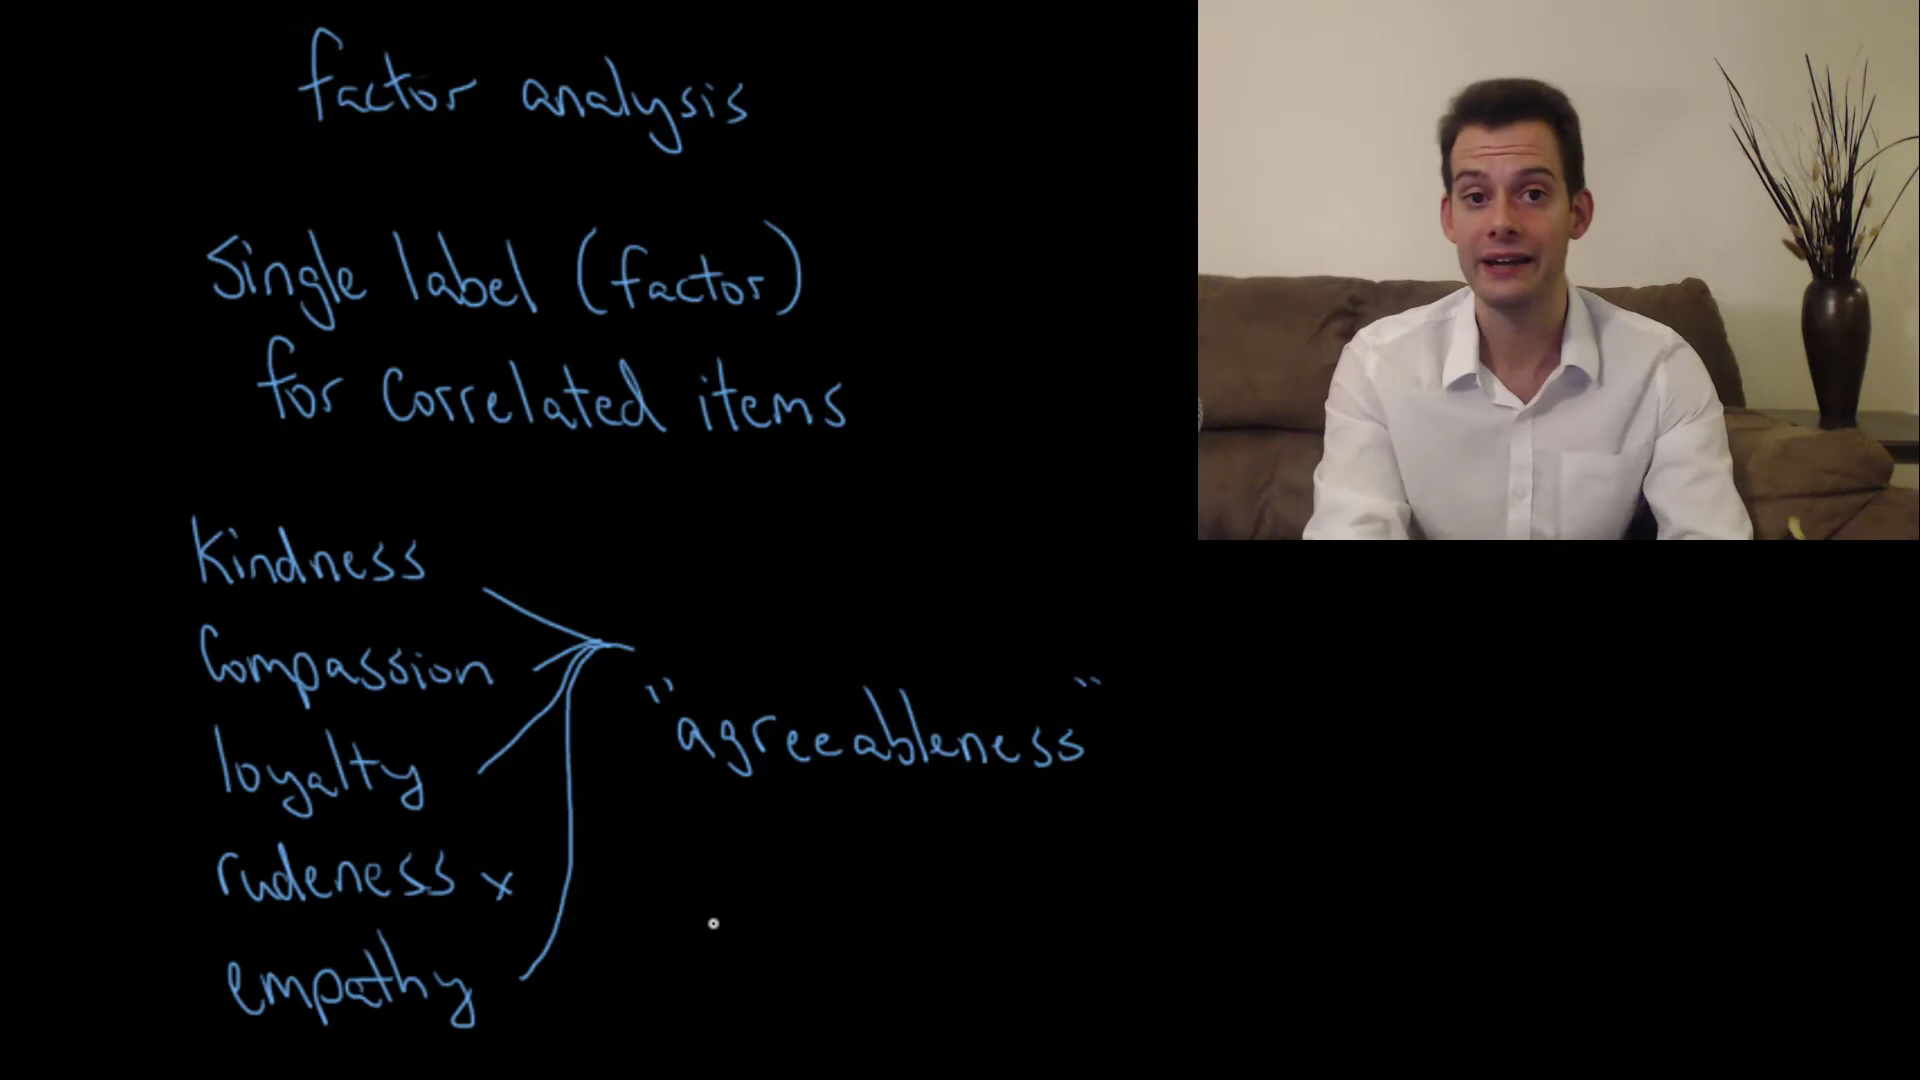 factor analysis
Single label (factor)
for correlated items
Kindness
Compassion
loyalty
"agreeableness"
rudeness x
empathy